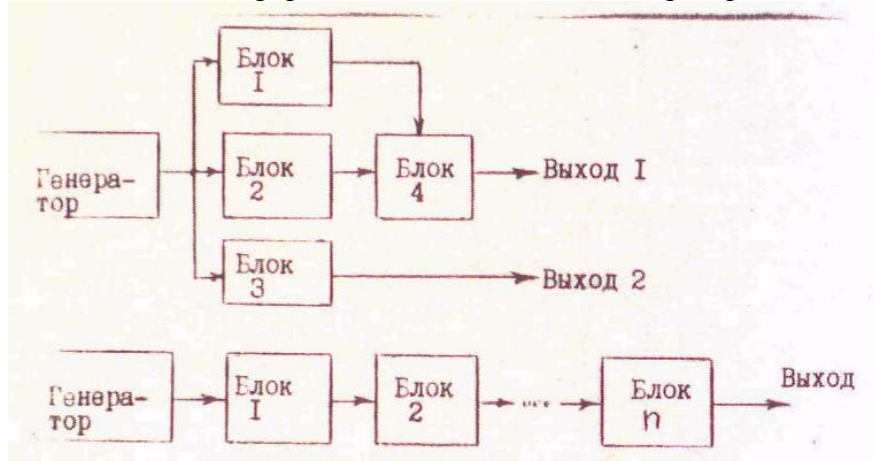 Блок
I
Генера-
тор
Блок
2
Блок
4
Выход I
Блок
3
Выход 2
Генера-
тор
Блок
I
Блок
2
...
Блок
n
Выход